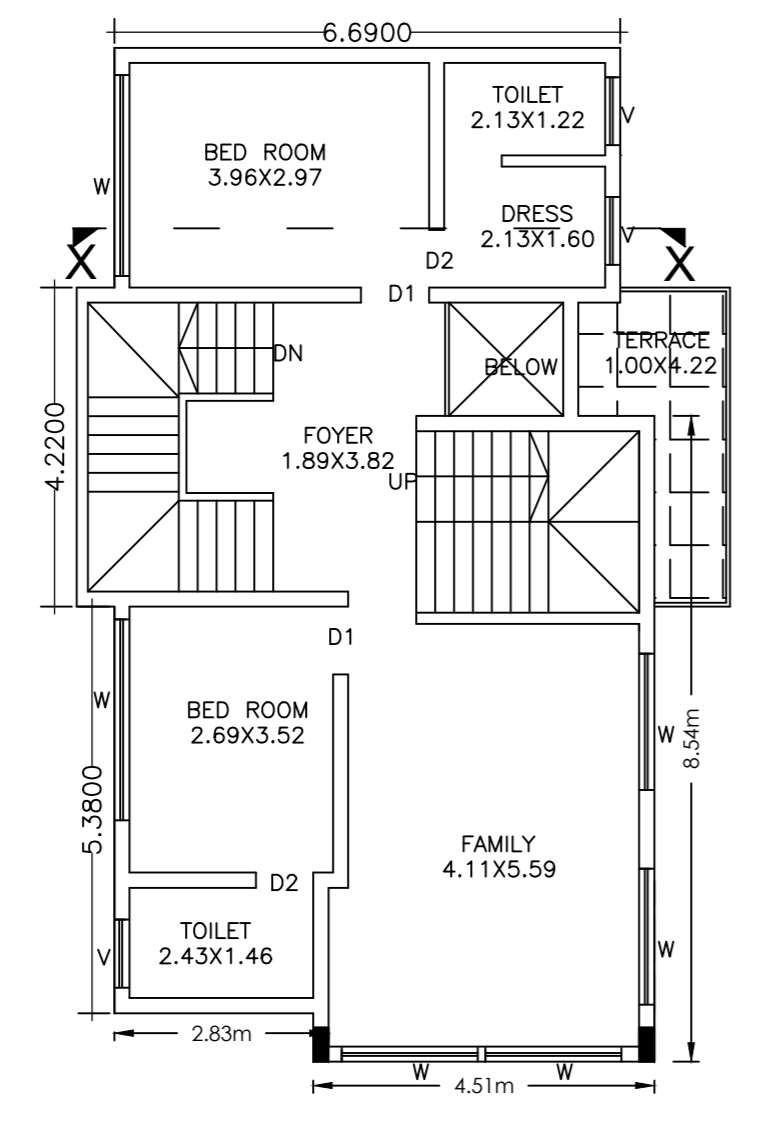 6.6900
TOILET
2.13X1.22
V
BED ROOM
3.96X2.97
W
DRESS
2.13X1.60
V
X
X
D2
D1
DN
BELOW
TERRACE
1.00X4.22
4.2200
FOYER
1.89X3.82
UP
D1
W
BED ROOM
2.69X3.52
W
8.54m
5.3800
FAMILY
4.11X5.59
D2
TOILET
2.43X1.46
V
W
2.83m
W
W
4.51m